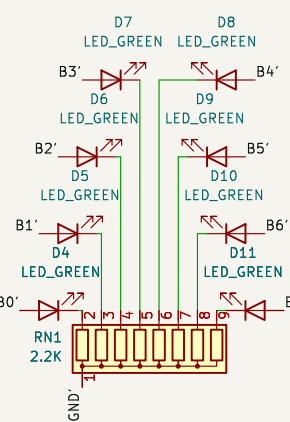 D7 D8
LED_GREEN LED_GREEN
B3' B4'
D6 D9
LED_GREEN LED_GREEN
B2' B5'
D5 D10
LED_GREEN LED_GREEN
B1' B6'
D4 D11
LED_GREEN LED_GREEN
B0'
2 3 4 5 6 7 8 9
RN1
2.2K
1
GND'